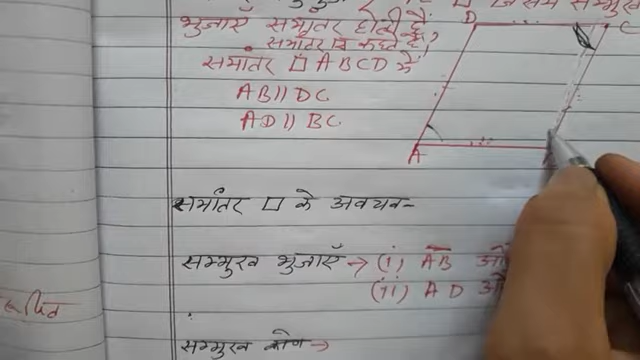 भुजाएँ समांतर होती हैं,
समांतर □ कहते हैं,
समांतर □ ABCD में
AB || DC
AD || BC
D
C
A
समांतर □ के अवयव-
सम्मुख भुजाएँ → (i) AB
(ii) AD
सम्मुख कोण →